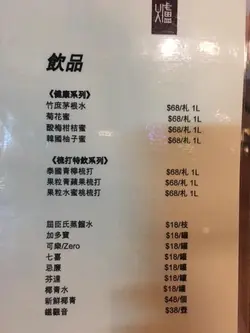 飲品
《健康系列》
竹庶茅根水 $68/札 1L
菊花蜜 $68/札 1L
酸梅柑桔蜜 $68/札 1L
韓國柚子蜜 $68/札 1L
《梳打特飲系列》
泰國青檸梳打 $68/札 1L
果粒青蘋果梳打 $68/札 1L
果粒水蜜桃梳打 $68/札 1L
屈臣氏蒸餾水 $18/枝
加多寶 $18/罐
可樂/Zero $18/罐
七喜 $18/罐
忌廉 $18/罐
芬達 $18/罐
椰青水 $18/罐
新鮮椰青 $48/個
鐵觀音 $38/壺